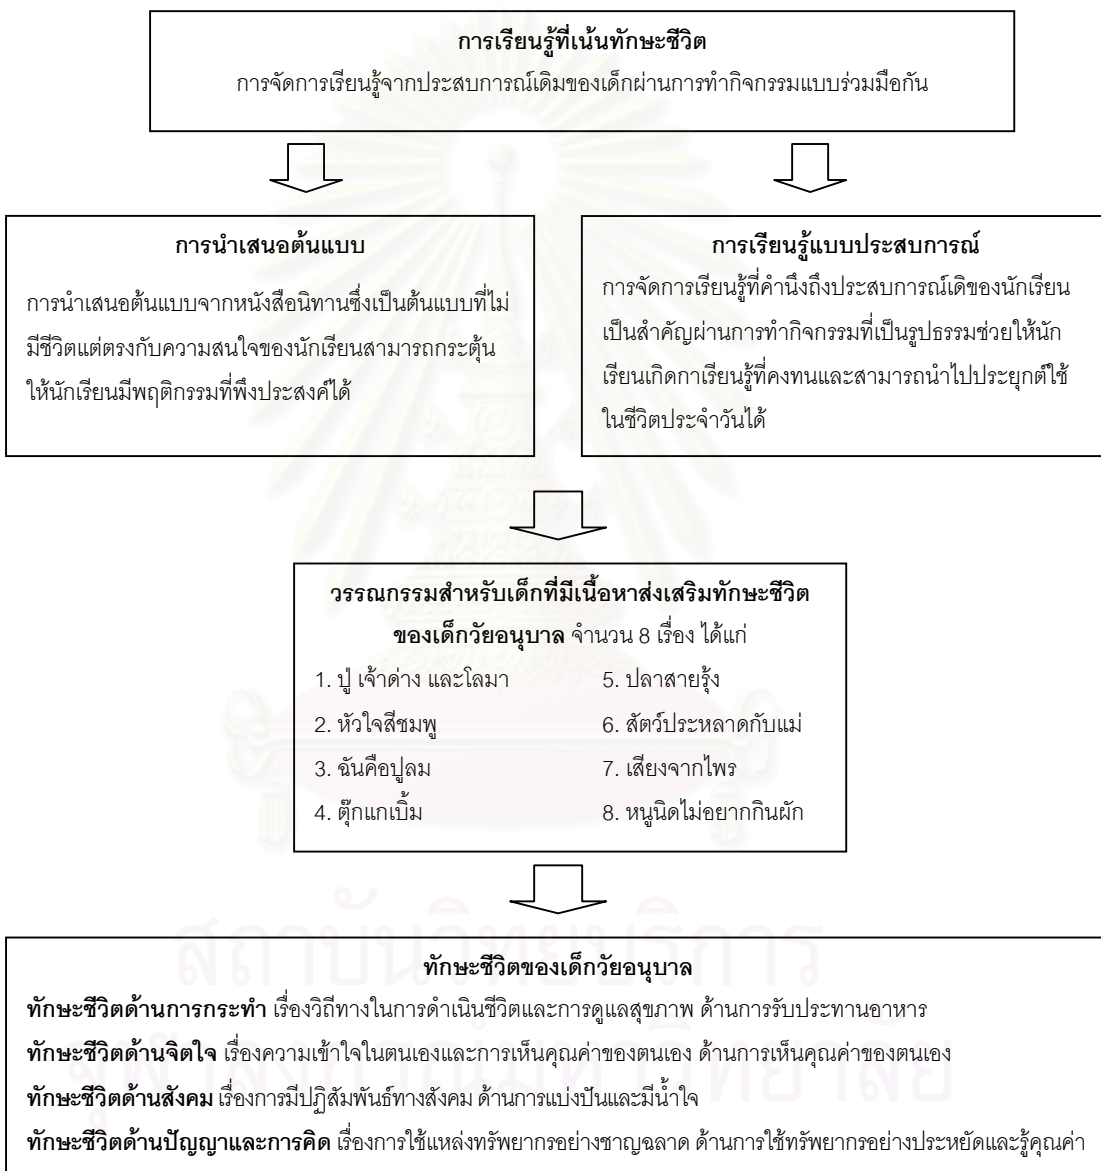 การเรียนรู้ที่เน้นทักษะชีวิต
การจัดการเรียนรู้จากประสบการณ์เดิมของเด็กผ่านการทำกิจกรรมแบบร่วมมือกัน
การนำเสนอต้นแบบ
การนำเสนอต้นแบบจากหนังสือนิทานซึ่งเป็นต้นแบบที่ไม่
มีชีวิตแต่ตรงกับความสนใจของนักเรียนสามารถกระตุ้น
ให้นักเรียนมีพฤติกรรมที่พึงประสงค์ได้
การเรียนรู้แบบประสบการณ์
การจัดการเรียนรู้ที่คำนึงถึงประสบการณ์เดิของนักเรียน
เป็นสำคัญผ่านการทำกิจกรรมที่เป็นรูปธรรมช่วยให้นัก
เรียนเกิดกาเรียนรู้ที่คงทนและสามารถนำไปประยุกต์ใช้
ในชีวิตประจำวันได้
วรรณกรรมสำหรับเด็กที่มีเนื้อหาส่งเสริมทักษะชีวิต
ของเด็กวัยอนุบาล จำนวน 8 เรื่อง ได้แก่
1. ปู่ เจ้าด่าง และโลมา
2. หัวใจสีชมพู
3. ฉันคือปูลม
4. ตุ๊กแกเบิ้ม
5. ปลาสายรุ้ง
6. สัตว์ประหลาดกับแม่
7. เสียงจากไพร
8. หนูนิดไม่อยากกินผัก
ทักษะชีวิตของเด็กวัยอนุบาล
ทักษะชีวิตด้านการกระทำ เรื่องวิถีทางในการดำเนินชีวิตและการดูแลสุขภาพ ด้านการรับประทานอาหาร
ทักษะชีวิตด้านจิตใจ เรื่องความเข้าใจในตนเองและการเห็นคุณค่าของตนเอง ด้านการเห็นคุณค่าของตนเอง
ทักษะชีวิตด้านสังคม เรื่องการมีปฏิสัมพันธ์ทางสังคม ด้านการแบ่งปันและมีน้ำใจ
ทักษะชีวิตด้านปัญญาและการคิด เรื่องการใช้แหล่งทรัพยากรอย่างชาญฉลาด ด้านการใช้ทรัพยากรอย่างประหยัดและรู้คุณค่า
สถาบันวิทยบริการ
จุฬาลงกรณ์มหาวิทยาลัย